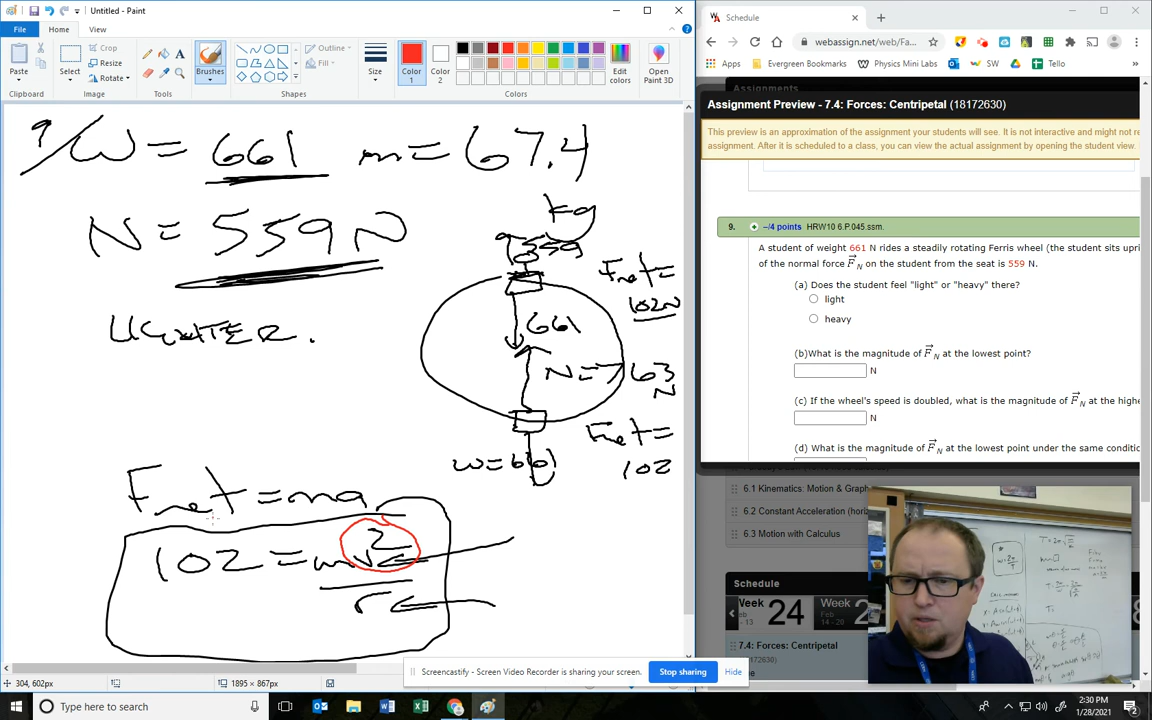 Untitled - Paint
File
Home
View
Paste
Select
Crop
Resize
Rotate
Brushes
Outline
Fill
Size
Color
1
Color
2
Edit
colors
Open
Paint 3D
Clipboard
Image
Tools
Shapes
Colors
9/ W = 661 m = 67.4
kg
N = 559 N
559
Fnet =
102N
661
LIGHTER.
N = 763
N
Fnet =
102
w = 661
Fnet = ma
102 = mv2
r
304, 602px
1895 × 867px
Screencastify - Screen Video Recorder is sharing your screen.
Stop sharing
Hide
Schedule
webassign.net/web/Fa...
Apps
Evergreen Bookmarks
Physics Mini Labs
SW
Tello
Assignments
Assignment Preview - 7.4: Forces: Centripetal (18172630)
This preview is an approximation of the assignment your students will see. It is not interactive and might not re
assignment. After it is scheduled to a class, you can view the actual assignment by opening the student view.
9.
–/4 points HRW10 6.P.045.ssm.
A student of weight 661 N rides a steadily rotating Ferris wheel (the student sits upri
of the normal force F⃗N on the student from the seat is 559 N.
(a) Does the student feel "light" or "heavy" there?
light
heavy
(b)What is the magnitude of F⃗N at the lowest point?
N
(c) If the wheel's speed is doubled, what is the magnitude of F⃗N at the highe
N
(d) What is the magnitude of F⃗N at the lowest point under the same conditio
6.1 Kinematics: Motion & Graph
6.2 Constant Acceleration (horiz
6.3 Motion with Calculus
Schedule
Week
24
Week
- 13
Feb
14 - 20
7.4: Forces: Centripetal
Type here to search
2:30 PM
1/28/2021